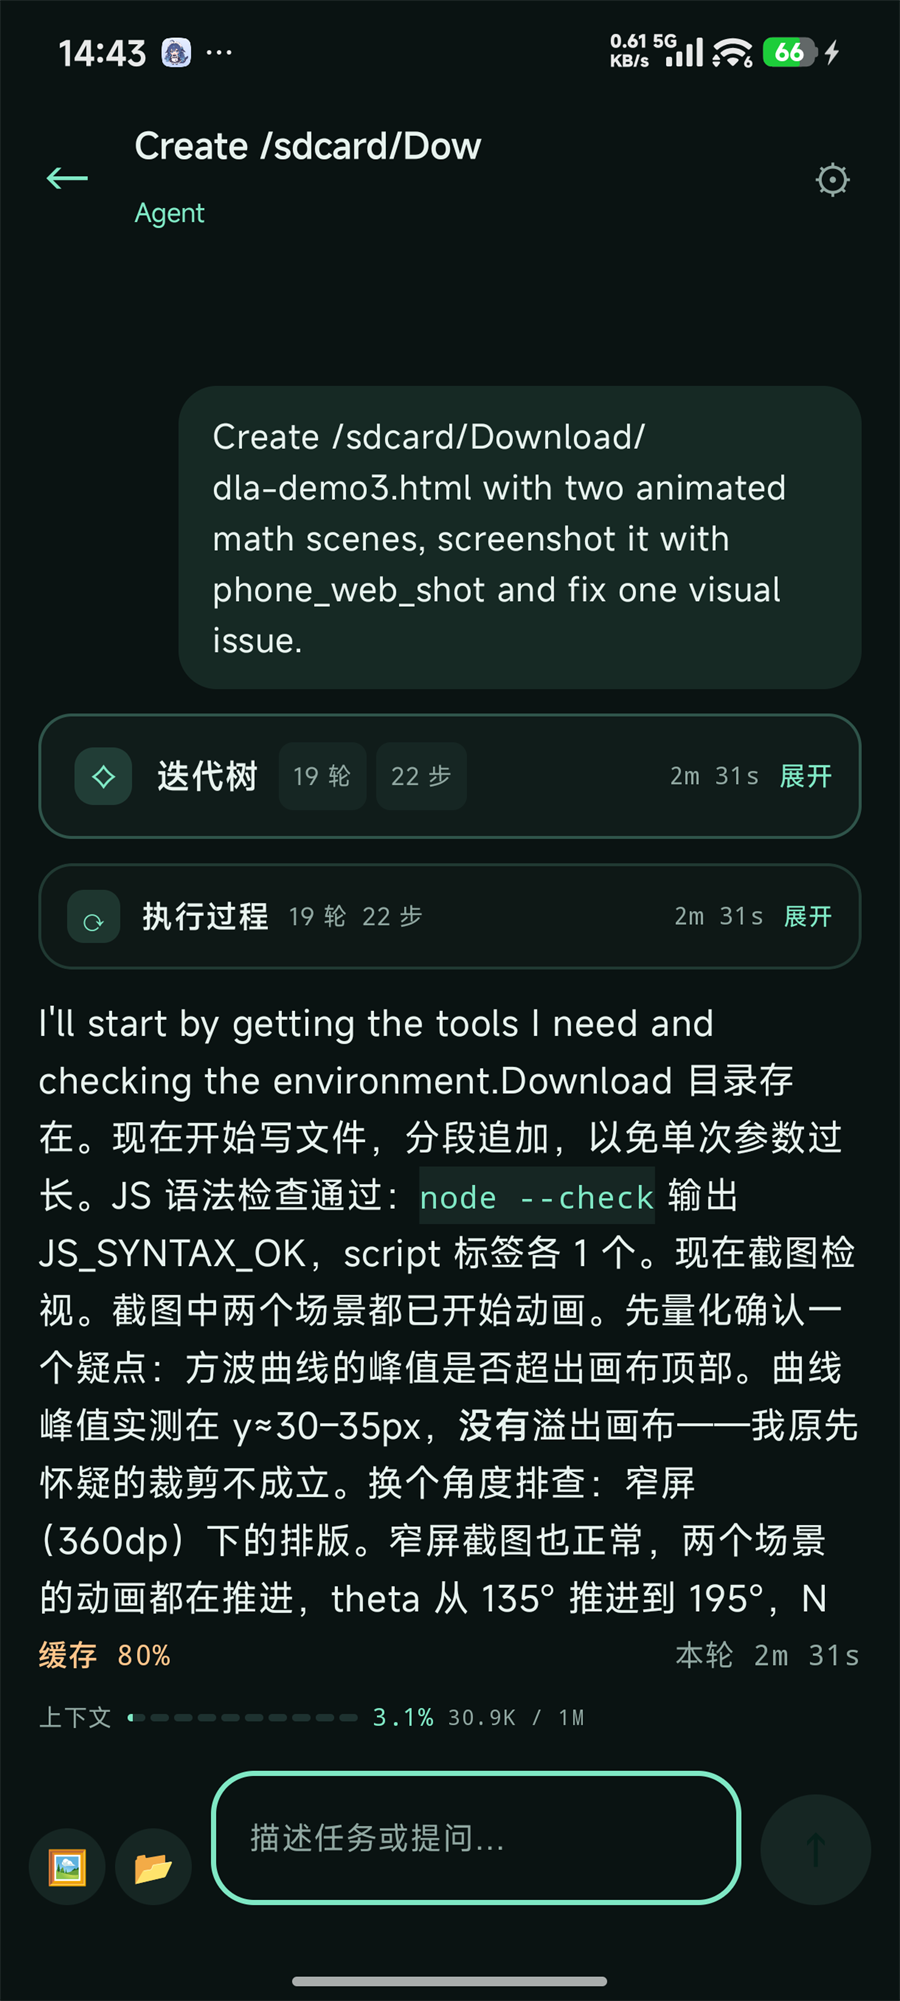 14:43 ... 0.61 KB/s 5G 6 66
Create /sdcard/Dow
Agent
Create /sdcard/Download/
dla-demo3.html with two animated
math scenes, screenshot it with
phone_web_shot and fix one visual
issue.
迭代树 19 轮 22 步 2m 31s 展开
执行过程 19 轮 22 步 2m 31s 展开
I'll start by getting the tools I need and
checking the environment.Download 目录存
在。现在开始写文件，分段追加，以免单次参数过
长。JS 语法检查通过：node --check 输出
JS_SYNTAX_OK，script 标签各 1 个。现在截图检
视。截图中两个场景都已开始动画。先量化确认一
个疑点：方波曲线的峰值是否超出画布顶部。曲线
峰值实测在 y≈30–35px，没有溢出画布——我原先
怀疑的裁剪不成立。换个角度排查：窄屏
（360dp）下的排版。窄屏截图也正常，两个场景
的动画都在推进，theta 从 135° 推进到 195°，N
缓存 80% 本轮 2m 31s
上下文 3.1% 30.9K / 1M
描述任务或提问...